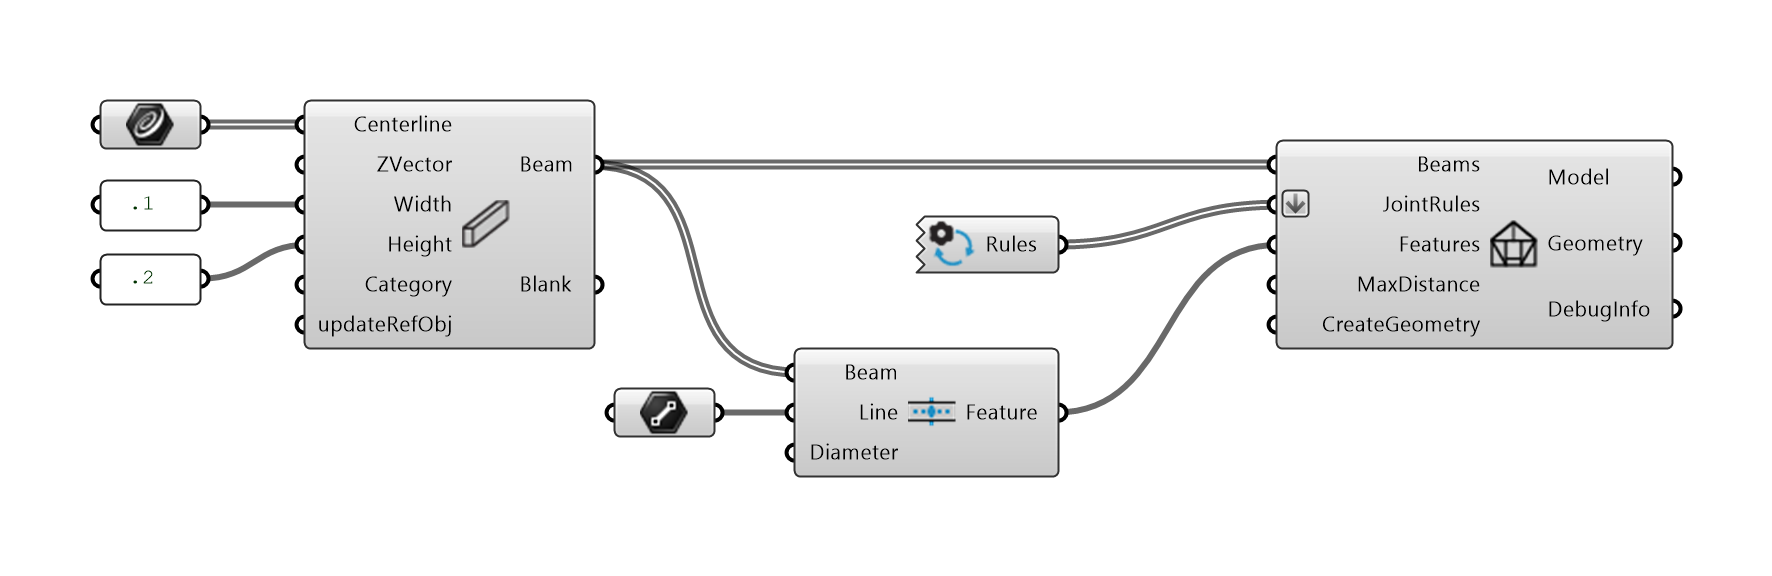 .1
.2
Centerline
ZVector
Width
Height
Category
updateRefObj
Beam
Blank
Beam
Line
Diameter
Feature
Rules
Beams
JointRules
Features
MaxDistance
CreateGeometry
Model
Geometry
DebugInfo